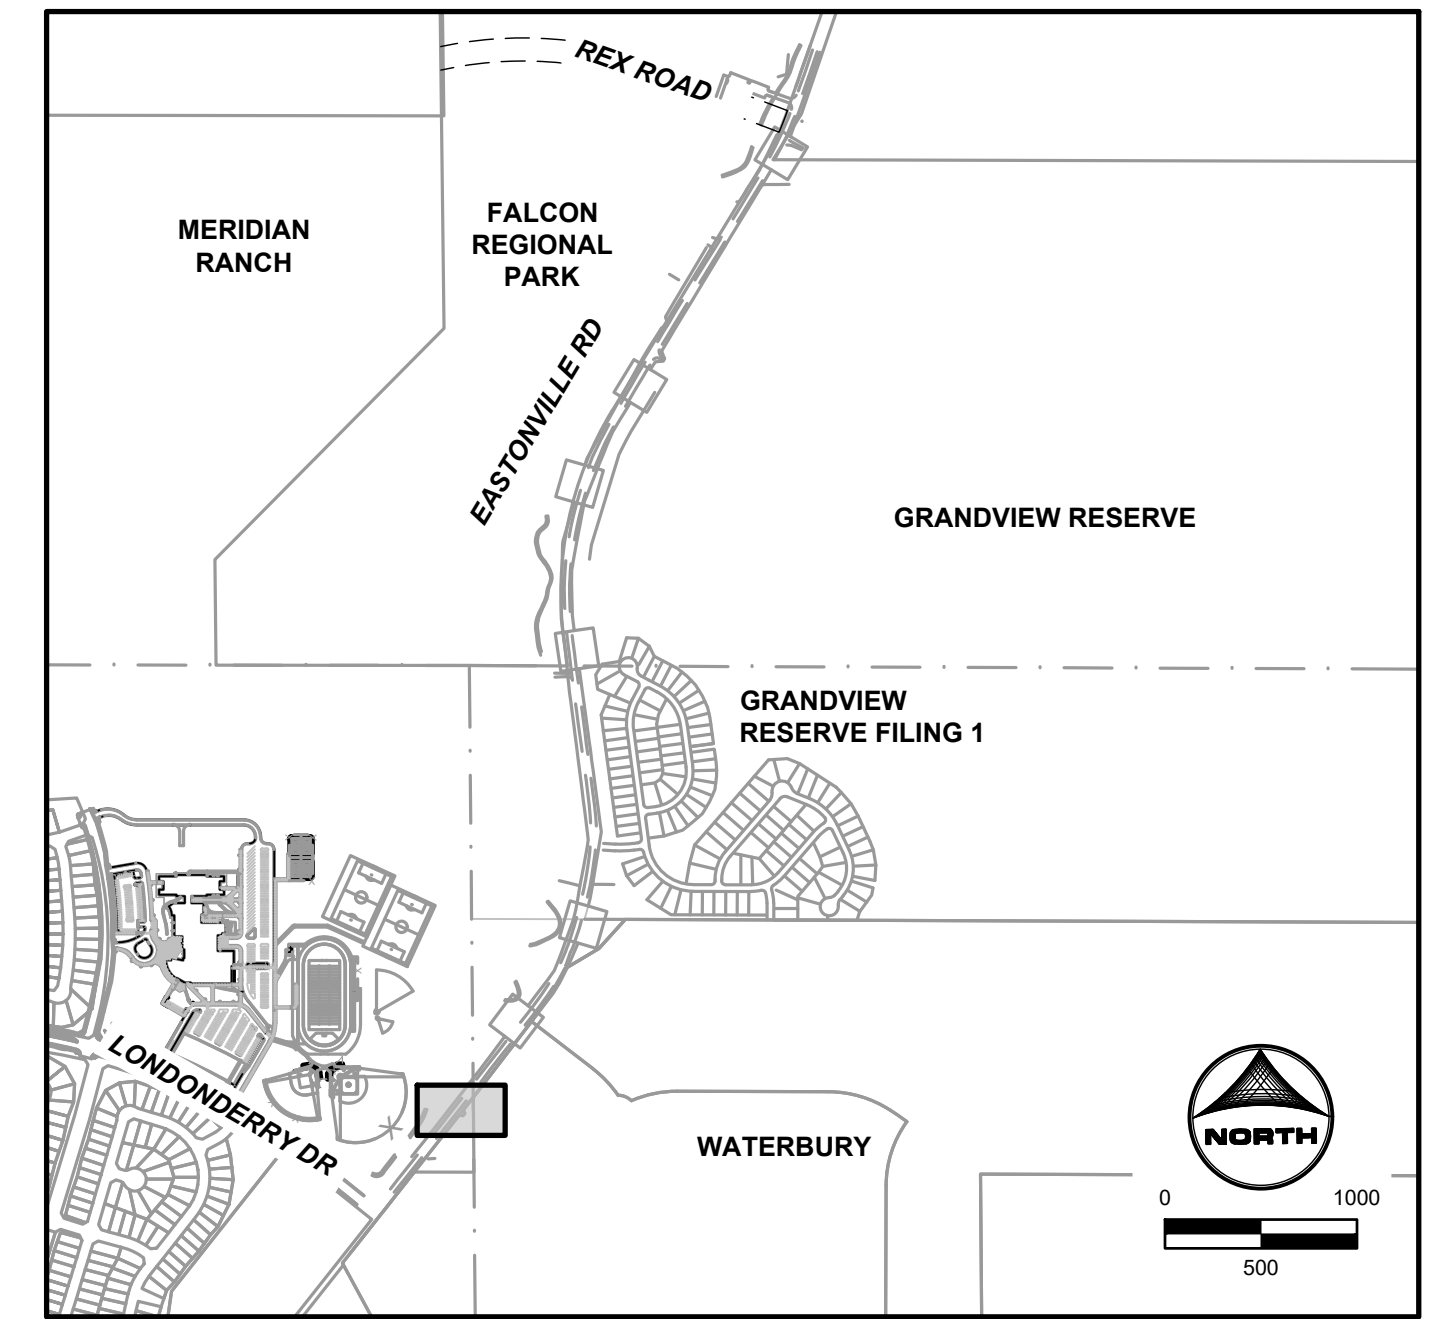 REX ROAD
MERIDIAN
RANCH
FALCON
REGIONAL
PARK
EASTONVILLE RD
GRANDVIEW RESERVE
GRANDVIEW
RESERVE FILING 1
LONDONDERRY DR
WATERBURY
NORTH
0 1000
500